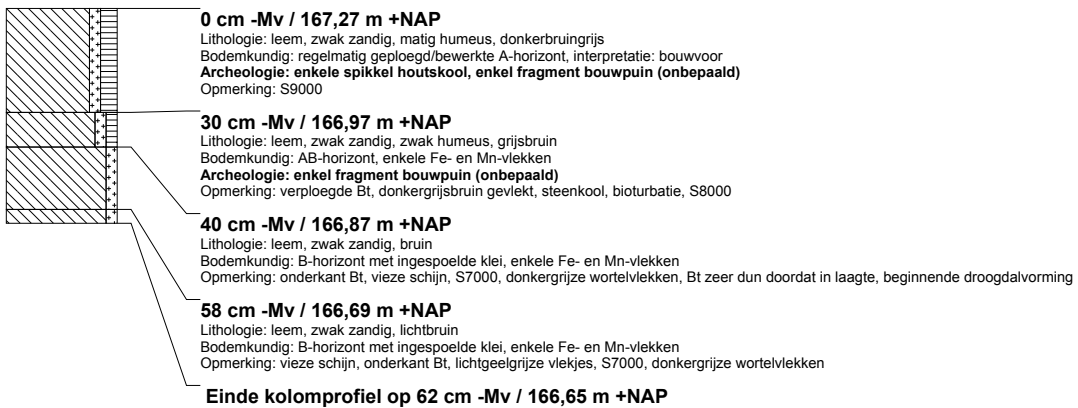 0 cm -Mv / 167,27 m +NAP
Lithologie: leem, zwak zandig, matig humeus, donkerbruingrijs
Bodemkundig: regelmatig geploegd/bewerkte A-horizont, interpretatie: bouwvoor
Archeologie: enkele spikkel houtskool, enkel fragment bouwpuin (onbepaald)
Opmerking: S9000
30 cm -Mv / 166,97 m +NAP
Lithologie: leem, zwak zandig, zwak humeus, grijsbruin
Bodemkundig: AB-horizont, enkele Fe- en Mn-vlekken
Archeologie: enkel fragment bouwpuin (onbepaald)
Opmerking: verploegde Bt, donkergrijsbruin gevlekt, steenkool, bioturbatie, S8000
40 cm -Mv / 166,87 m +NAP
Lithologie: leem, zwak zandig, bruin
Bodemkundig: B-horizont met ingespoelde klei, enkele Fe- en Mn-vlekken
Opmerking: onderkant Bt, vieze schijn, S7000, donkergrijze wortelvlekken, Bt zeer dun doordat in laagte, beginnende droogdalvorming
58 cm -Mv / 166,69 m +NAP
Lithologie: leem, zwak zandig, lichtbruin
Bodemkundig: B-horizont met ingespoelde klei, enkele Fe- en Mn-vlekken
Opmerking: vieze schijn, onderkant Bt, lichtgeelgrijze vlekjes, S7000, donkergrijze wortelvlekken
Einde kolomprofiel op 62 cm -Mv / 166,65 m +NAP